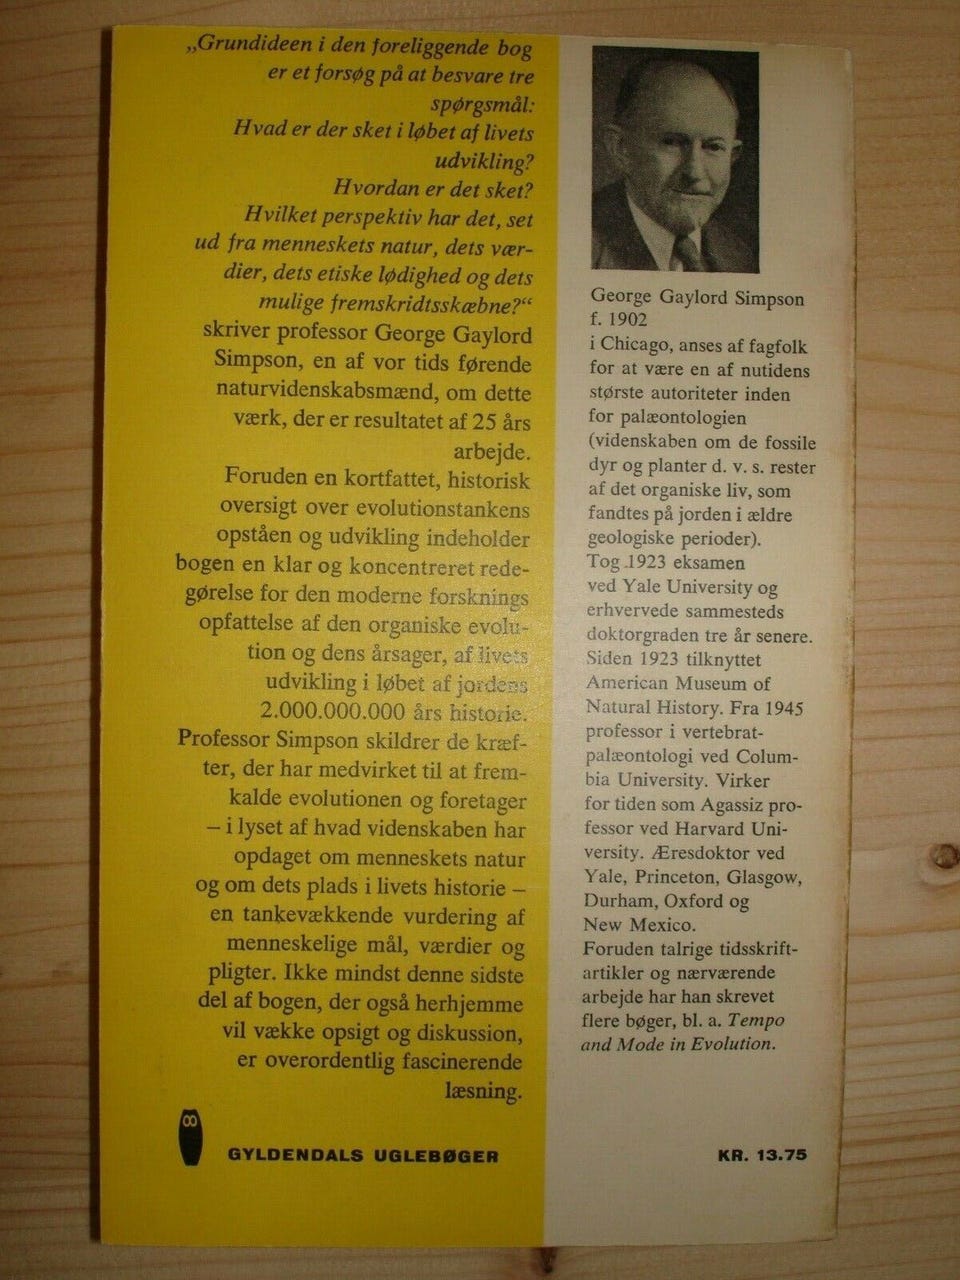 „Grundideen i den foreliggende bog
er et forsøg på at besvare tre
spørgsmål:
Hvad er der sket i løbet af livets
udvikling?
Hvordan er det sket?
Hvilket perspektiv har det, set
ud fra menneskets natur, dets vær-
dier, dets etiske lødighed og dets
mulige fremskridtsskæbne?“
skriver professor George Gaylord
Simpson, en af vor tids førende
naturvidenskabsmænd, om dette
værk, der er resultatet af 25 års
arbejde.
Foruden en kortfattet, historisk
oversigt over evolutionstankens
opståen og udvikling indeholder
bogen en klar og koncentreret rede-
gørelse for den moderne forsknings
opfattelse af den organiske evolu-
tion og dens årsager, af livets
udvikling i løbet af jordens
2.000.000.000 års historie.
Professor Simpson skildrer de kræf-
ter, der har medvirket til at frem-
kalde evolutionen og foretager
– i lyset af hvad videnskaben har
opdaget om menneskets natur
og om dets plads i livets historie –
en tankevækkende vurdering af
menneskelige mål, værdier og
pligter. Ikke mindst denne sidste
del af bogen, der også herhjemme
vil vække opsigt og diskussion,
er overordentlig fascinerende
læsning.
GYLDENDALS UGLEBØGER
George Gaylord Simpson
f. 1902
i Chicago, anses af fagfolk
for at være en af nutidens
største autoriteter inden
for palæontologien
(videnskaben om de fossile
dyr og planter d. v. s. rester
af det organiske liv, som
fandtes på jorden i ældre
geologiske perioder).
Tog 1923 eksamen
ved Yale University og
erhvervede sammesteds
doktorgraden tre år senere.
Siden 1923 tilknyttet
American Museum of
Natural History. Fra 1945
professor i vertebrat-
palæontologi ved Colum-
bia University. Virker
for tiden som Agassiz pro-
fessor ved Harvard Uni-
versity. Æresdoktor ved
Yale, Princeton, Glasgow,
Durham, Oxford og
New Mexico.
Foruden talrige tidsskrift-
artikler og nærværende
arbejde har han skrevet
flere bøger, bl. a. Tempo
and Mode in Evolution.
KR. 13.75